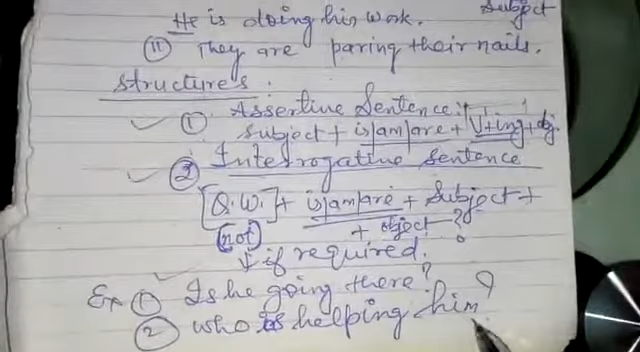 He is doing his work. Subject
(ii) They are paring their nails.
Structures:
① Assertive Sentence:
Subject + is/am/are + V+ing + obj.
② Interrogative Sentence
[Q.W.] + is/am/are + Subject +
(not) + object ?
if required.
Ex ① Is he going there?
② who is helping him?